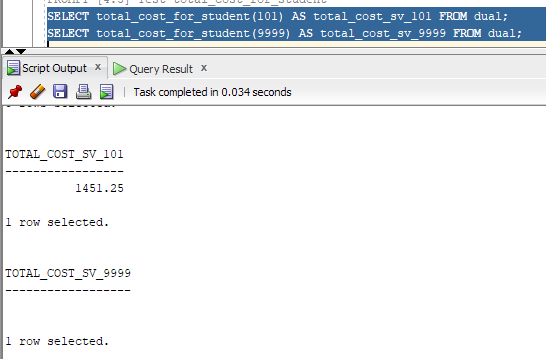 PROMPT [4.3] Test total_cost_for_student
SELECT total_cost_for_student(101) AS total_cost_sv_101 FROM dual;
SELECT total_cost_for_student(9999) AS total_cost_sv_9999 FROM dual;
Script Output x Query Result x
Task completed in 0.034 seconds
rows selected.
TOTAL_COST_SV_101
-----------------
1451.25
1 row selected.
TOTAL_COST_SV_9999
------------------
1 row selected.